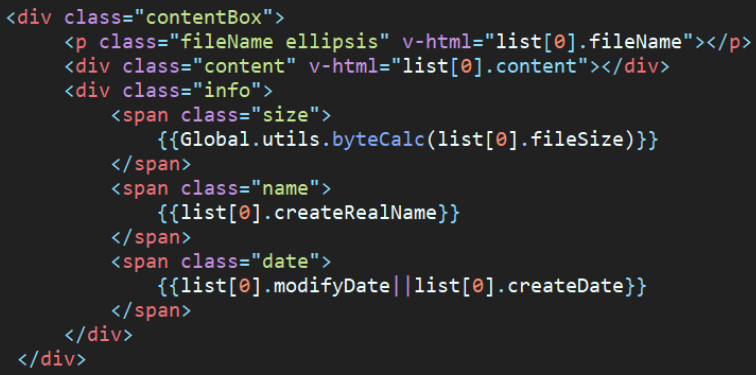 <div class="contentBox">
<p class="fileName ellipsis" v-html="list[0].fileName"></p>
<div class="content" v-html="list[0].content"></div>
<div class="info">
<span class="size">
{{Global.utils.byteCalc(list[0].fileSize)}}
</span>
<span class="name">
{{list[0].createRealName}}
</span>
<span class="date">
{{list[0].modifyDate||list[0].createDate}}
</span>
</div>
</div>